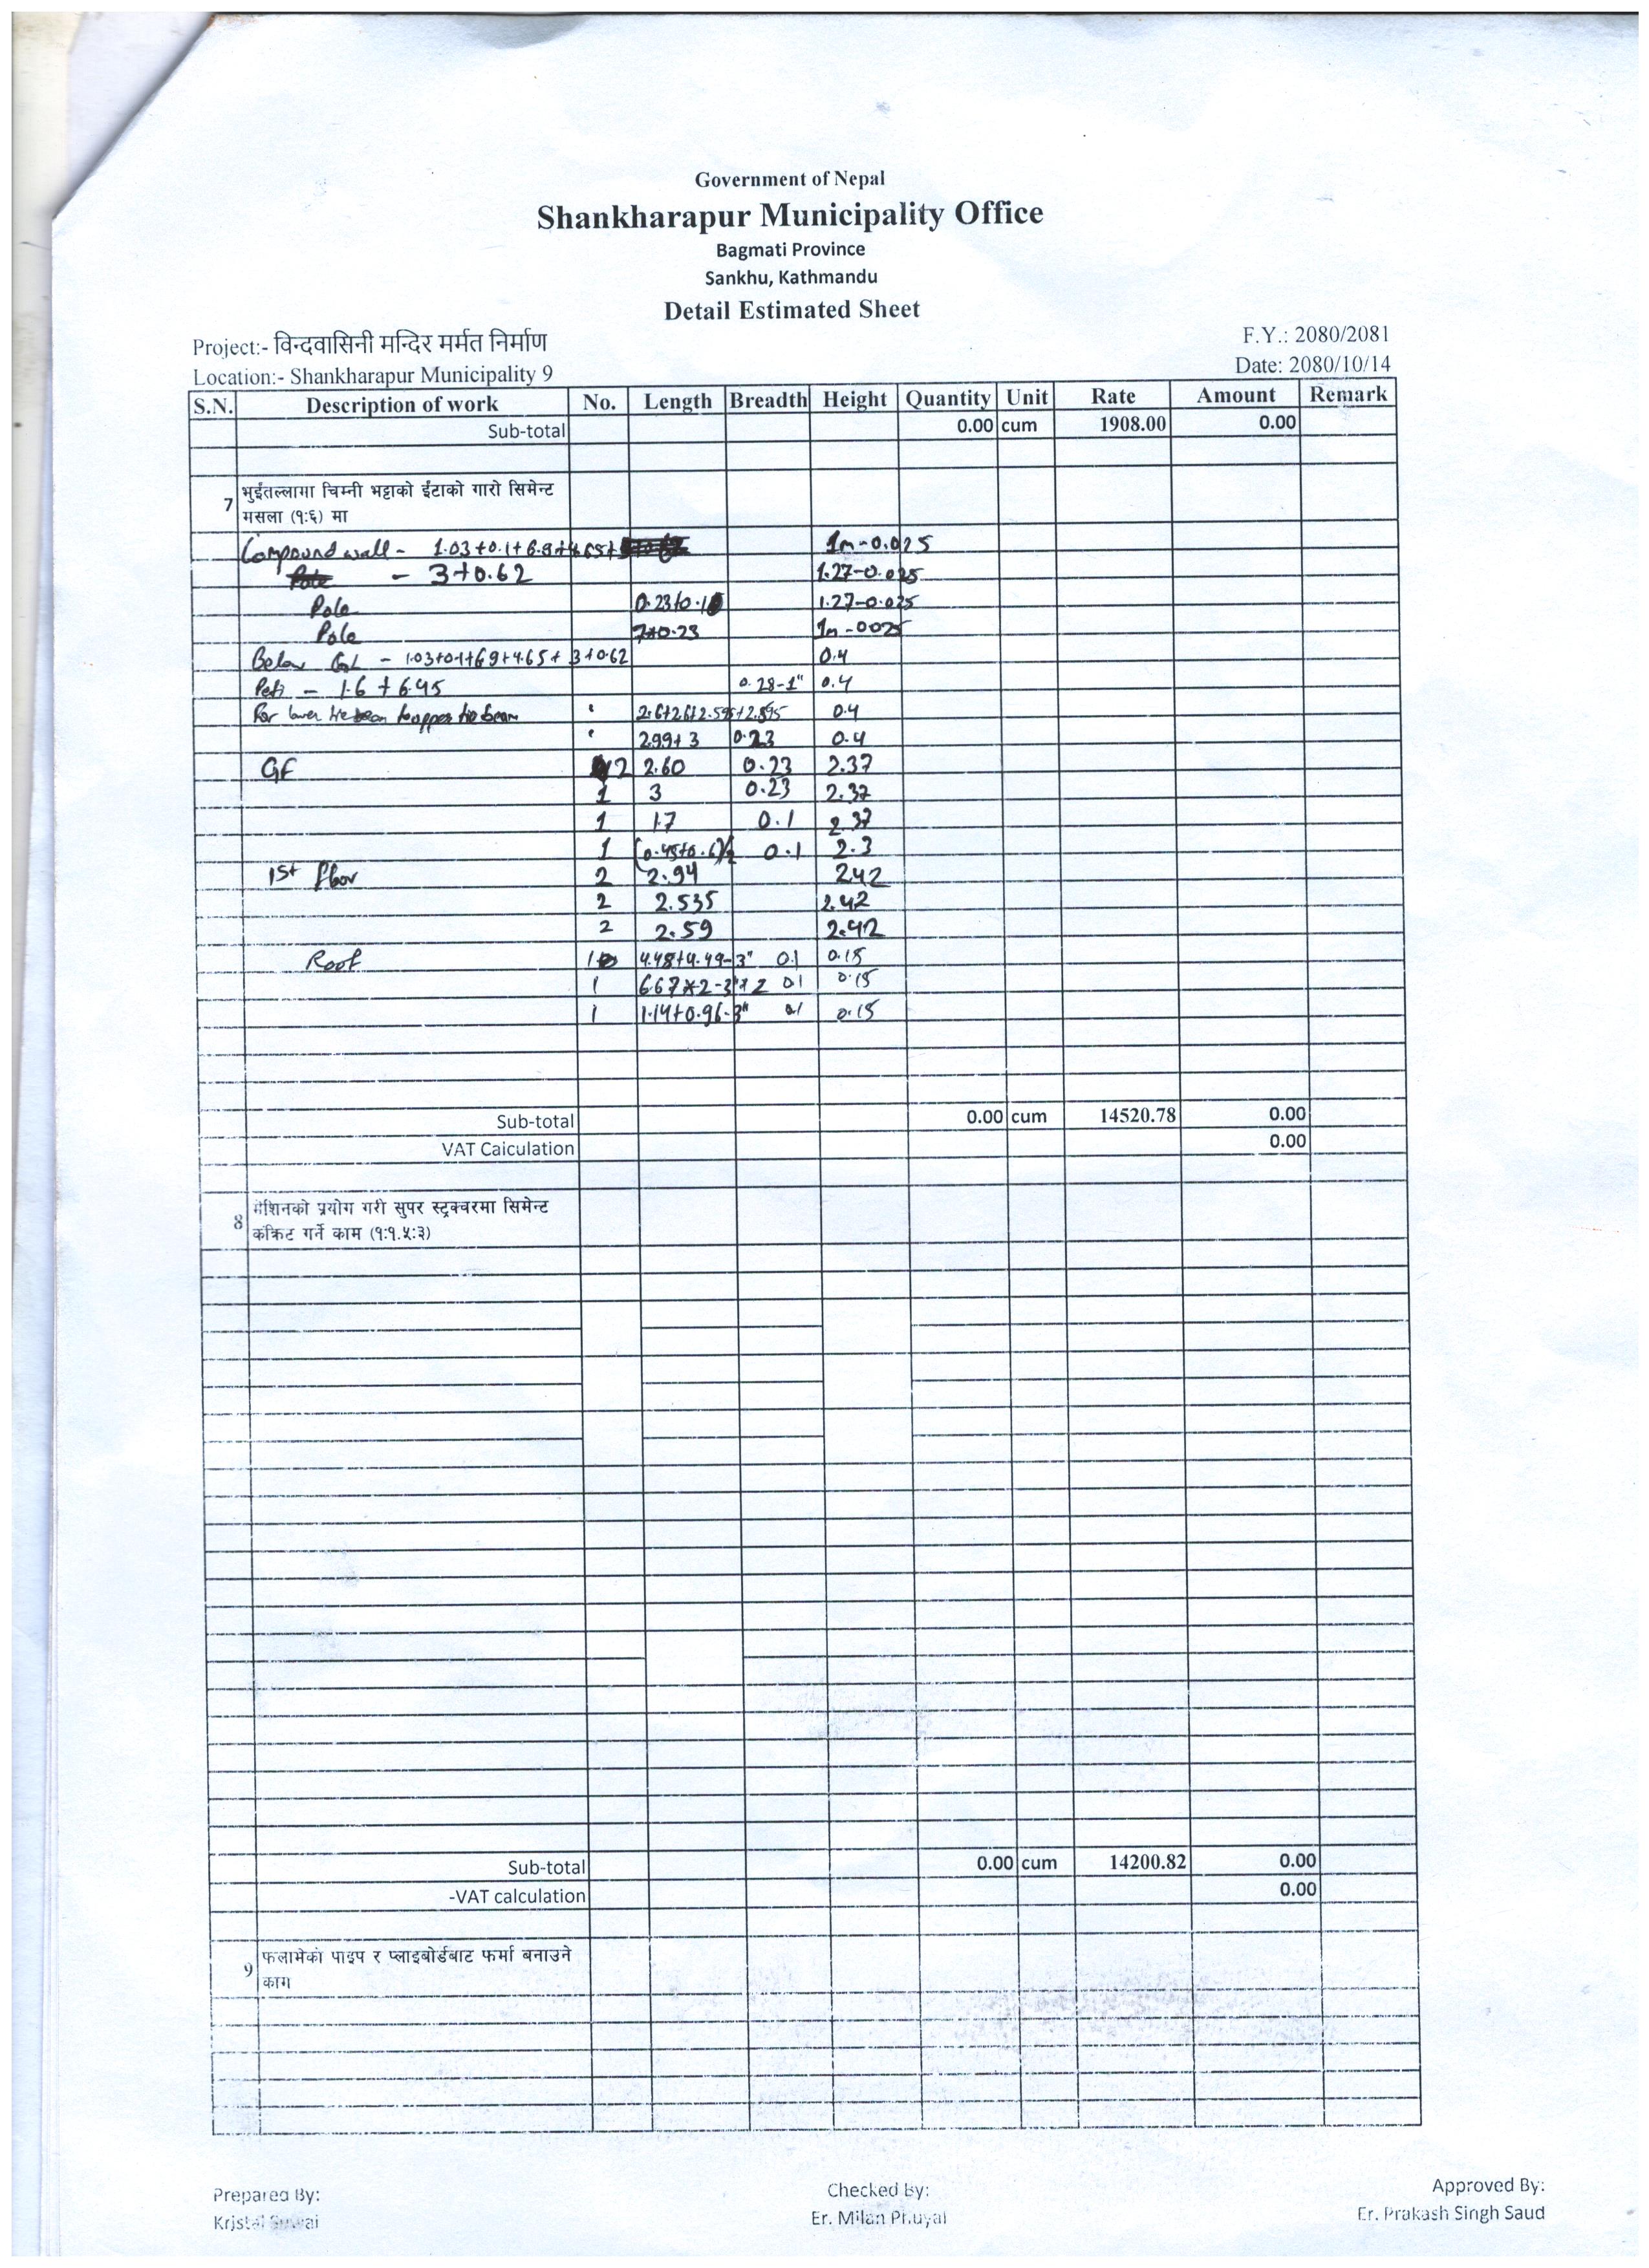 Government of Nepal
Shankharapur Municipality Office
Bagmati Province
Sankhu, Kathmandu
Detail Estimated Sheet
Project:- विन्दवासिनी मन्दिर मर्मत निर्माण F.Y.: 2080/2081
Location:- Shankharapur Municipality 9 Date: 2080/10/14
S.N. Description of work No. Length Breadth Height Quantity Unit Rate Amount Remark
Sub-total 0.00 cum 1908.00 0.00
7 भुईंतल्लामा चिम्नी भट्टाको ईंटाको गारो सिमेन्ट
मसला (१:६) मा
Compound wall - 1.03+0.1+6.9+4.65+ 1m-0.025
- 3+0.62 1.27-0.025
Pole 0.23+0.1 1.27-0.025
Pole 7*0.23 1m-0.025
Below GL - 1.03+0.1+6.9+4.65+ 3+0.62 0.4
Peti - 1.6+6.45 0.28-1" 0.4
For lower tie beam to upper tie beam 2.6+2.6+2.595+2.895 0.4
2.99+3 0.23 0.4
GF 2 2.60 0.23 2.37
1 3 0.23 2.37
1 1.7 0.1 2.37
1 (0.45+0.6)/2 0.1 2.3
1st floor 2 2.94 2.42
2 2.535 2.42
2 2.59 2.42
Roof 1 4.48+4.49-3" 0.1 0.15
1 6.67*2-3"*2 0.1 0.15
1 1.14+0.96-3" 0.1 0.15
Sub-total 0.00 cum 14520.78 0.00
VAT Calculation 0.00
8 मेशिनको प्रयोग गरी सुपर स्ट्रक्चरमा सिमेन्ट
कंक्रिट गर्ने काम (१:१.५:३)
Sub-total 0.00 cum 14200.82 0.00
-VAT calculation 0.00
9 फलामेको पाइप र प्लाइबोर्डबाट फर्मा बनाउने
काम
Prepared By: Checked By: Approved By:
Kristal Er. Milan Phuyal Er. Prakash Singh Saud